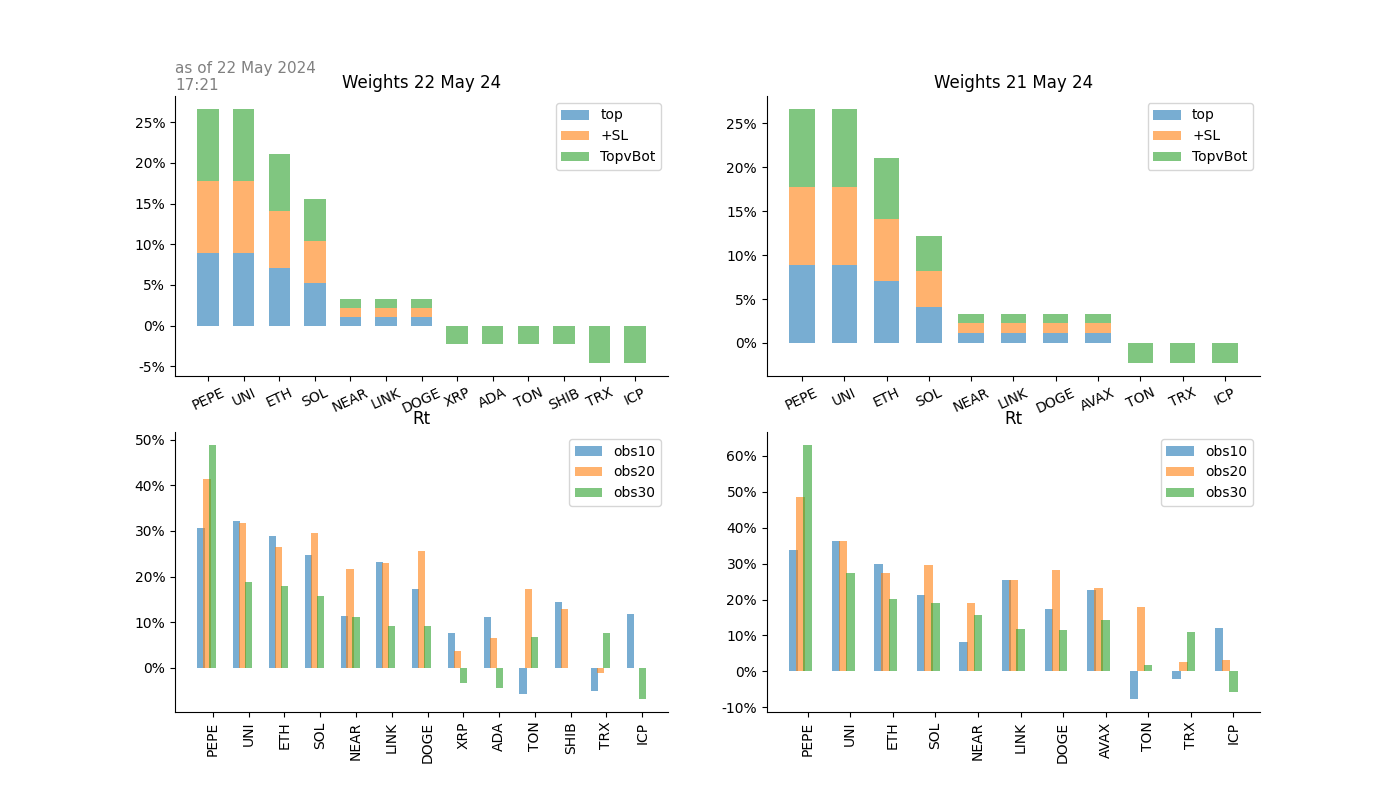 as of 22 May 2024
17:21
Weights 22 May 24
25%
20%
15%
10%
5%
0%
-5%
top
+SL
TopvBot
PEPE UNI ETH SOL NEAR LINK DOGE XRP ADA TON SHIB TRX ICP
Weights 21 May 24
25%
20%
15%
10%
5%
0%
top
+SL
TopvBot
PEPE UNI ETH SOL NEAR LINK DOGE AVAX TON TRX ICP
Rt
50%
40%
30%
20%
10%
0%
obs10
obs20
obs30
PEPE UNI ETH SOL NEAR LINK DOGE XRP ADA TON SHIB TRX ICP
Rt
60%
50%
40%
30%
20%
10%
0%
-10%
obs10
obs20
obs30
PEPE UNI ETH SOL NEAR LINK DOGE AVAX TON TRX ICP